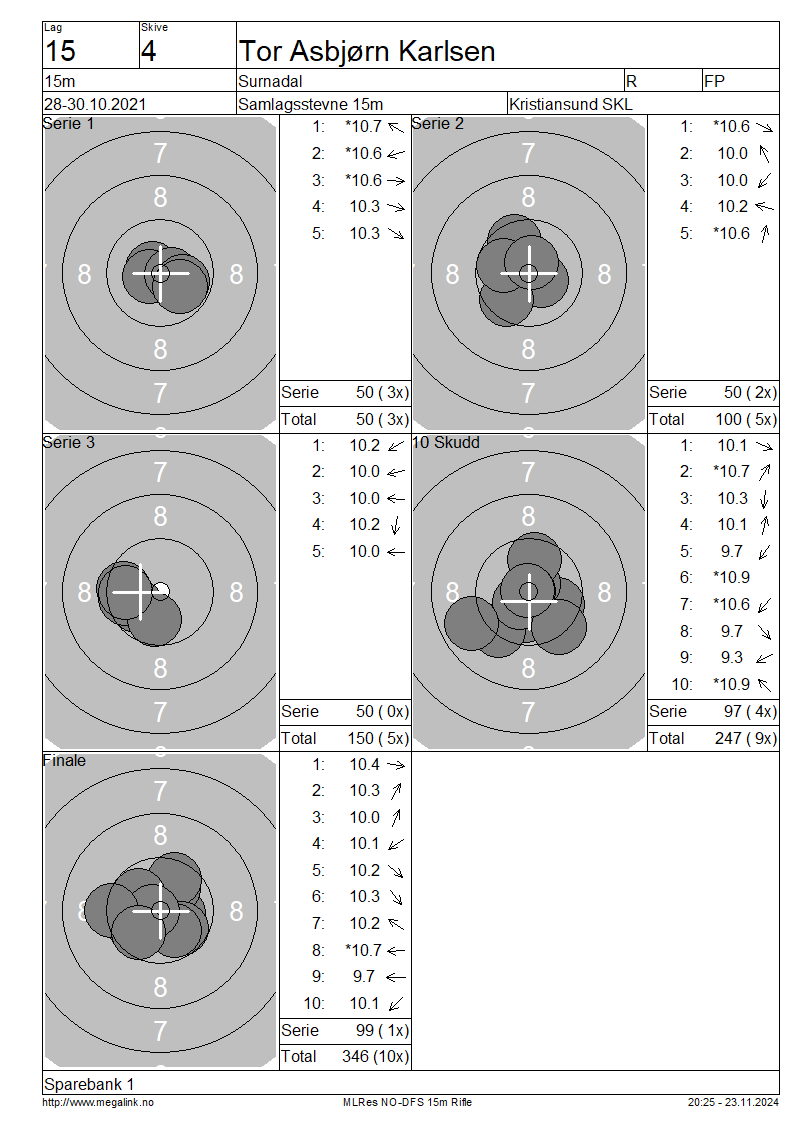 Lag Skive
15 4 Tor Asbjørn Karlsen
15m Surnadal R FP
28-30.10.2021 Samlagsstevne 15m Kristiansund SKL
Serie 1
7
8
8 8
8
7
1: *10.7
2: *10.6
3: *10.6
4: 10.3
5: 10.3
Serie 50 ( 3x)
Total 50 ( 3x)
Serie 2
7
8
8 8
8
7
1: *10.6
2: 10.0
3: 10.0
4: 10.2
5: *10.6
Serie 50 ( 2x)
Total 100 ( 5x)
Serie 3
7
8
8 8
8
7
1: 10.2
2: 10.0
3: 10.0
4: 10.2
5: 10.0
Serie 50 ( 0x)
Total 150 ( 5x)
10 Skudd
7
8
8 8
8
7
1: 10.1
2: *10.7
3: 10.3
4: 10.1
5: 9.7
6: *10.9
7: *10.6
8: 9.7
9: 9.3
10: *10.9
Serie 97 ( 4x)
Total 247 ( 9x)
Finale
7
8
8 8
8
7
1: 10.4
2: 10.3
3: 10.0
4: 10.1
5: 10.2
6: 10.3
7: 10.2
8: *10.7
9: 9.7
10: 10.1
Serie 99 ( 1x)
Total 346 (10x)
Sparebank 1
http://www.megalink.no MLRes NO-DFS 15m Rifle 20:25 - 23.11.2024